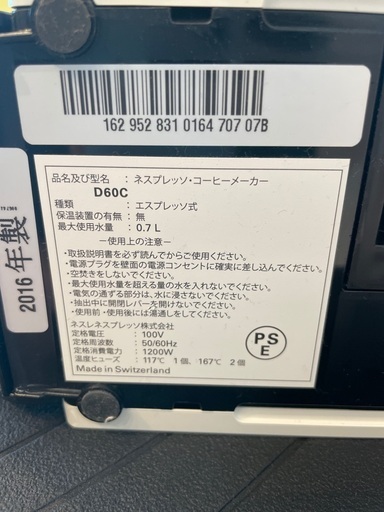 162 952 831 0164 707 07B
品名及び型名 : ネスプレッソ・コーヒーメーカー
D60C
種類 : エスプレッソ式
保温装置の有無 : 無
最大使用水量 : 0.7 L
ー使用上の注意ー
・取扱説明書を必ず読んでからご使用ください。
・電源プラグを壁面の電源コンセントに確実に差し込んでください。
・空焚きをしないでください。
・最大使用水量を超える量の水を入れないでください。
・電気の通ずる部分は、水に浸さないでください。
・抽出中に開閉レバーを開けないでください。
・使用前・使用後には湯通しをしてください。
ネスレネスプレッソ株式会社
定格電圧 : 100V
定格周波数 : 50/60Hz
定格消費電力 : 1200W
温度ヒューズ : 117℃ 1個、167℃ 2個
Made in Switzerland
PS
E
2016 年製